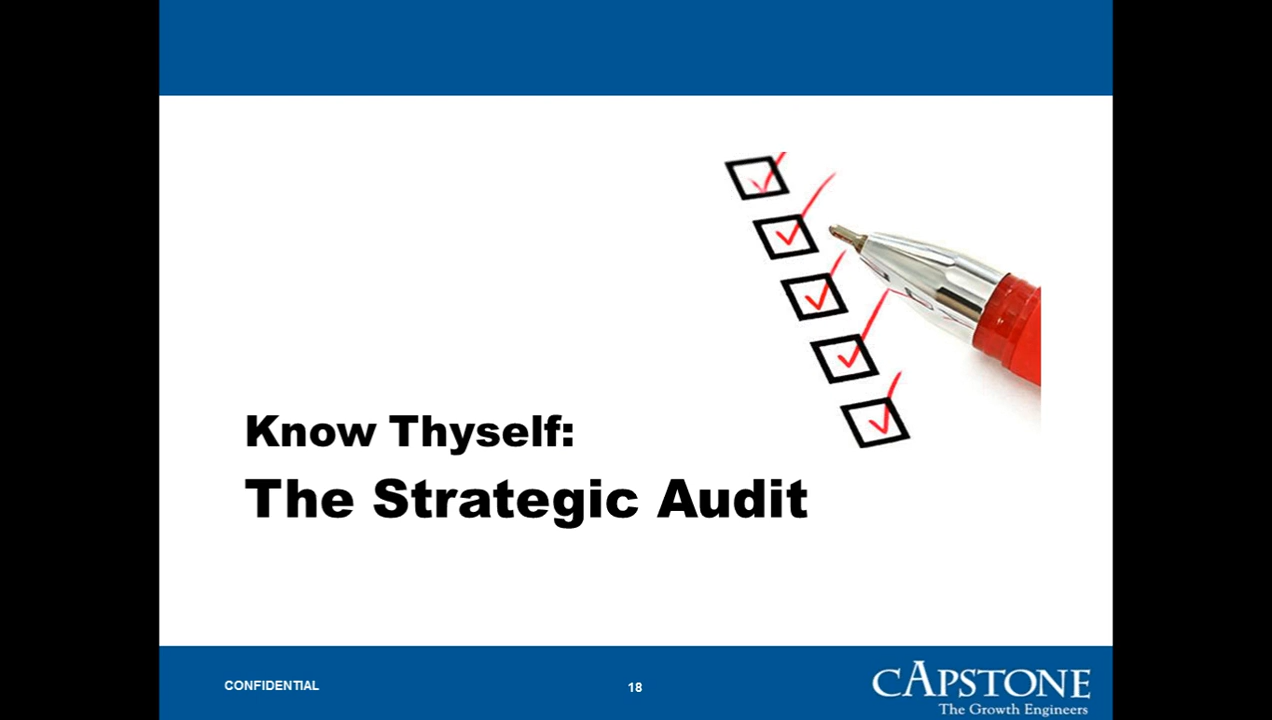 Know Thyself:
The Strategic Audit
CONFIDENTIAL
18
CAPSTONE
The Growth Engineers